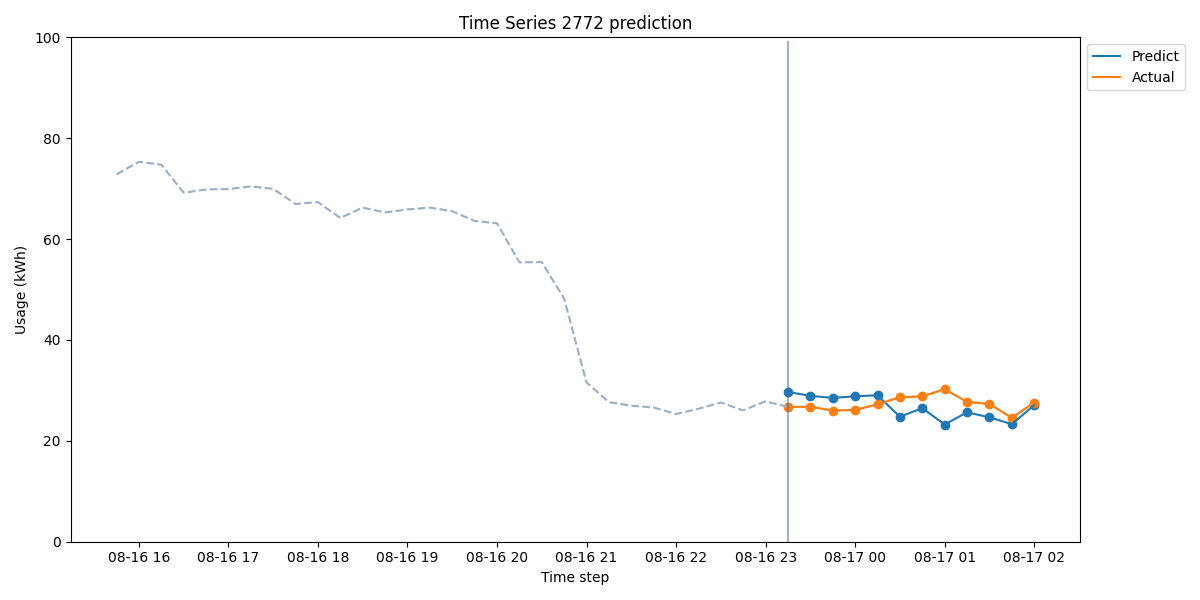 Time Series 2772 prediction
Predict
Actual
100
80
60
40
20
0
Usage (kWh)
08-16 16 08-16 17 08-16 18 08-16 19 08-16 20 08-16 21 08-16 22 08-16 23 08-17 00 08-17 01 08-17 02
Time step